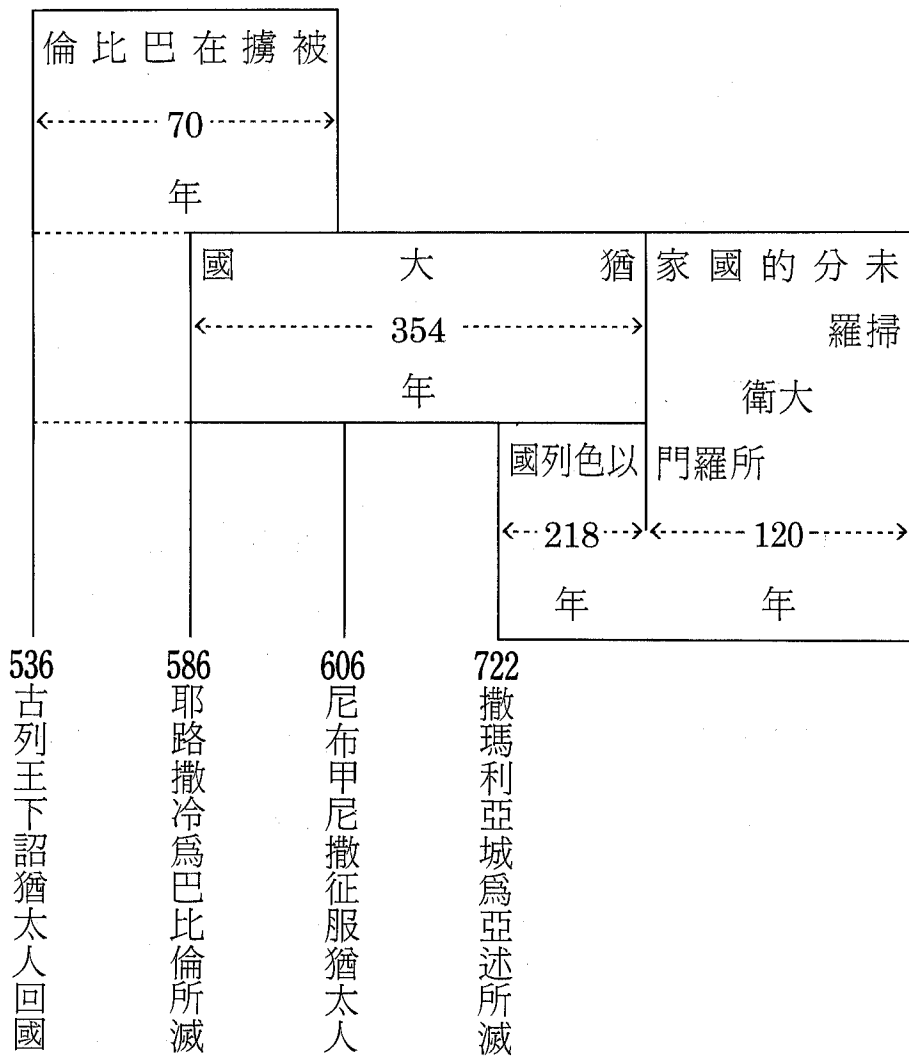 被擄在巴比倫
70
年
未分的國家
掃羅
大衛
所羅門
120
年
猶大國
354
年
以色列國
218
年
722
撒瑪利亞城爲亞述所滅
606
尼布甲尼撒征服猶太人
586
耶路撒冷爲巴比倫所滅
536
古列王下詔猶太人回國